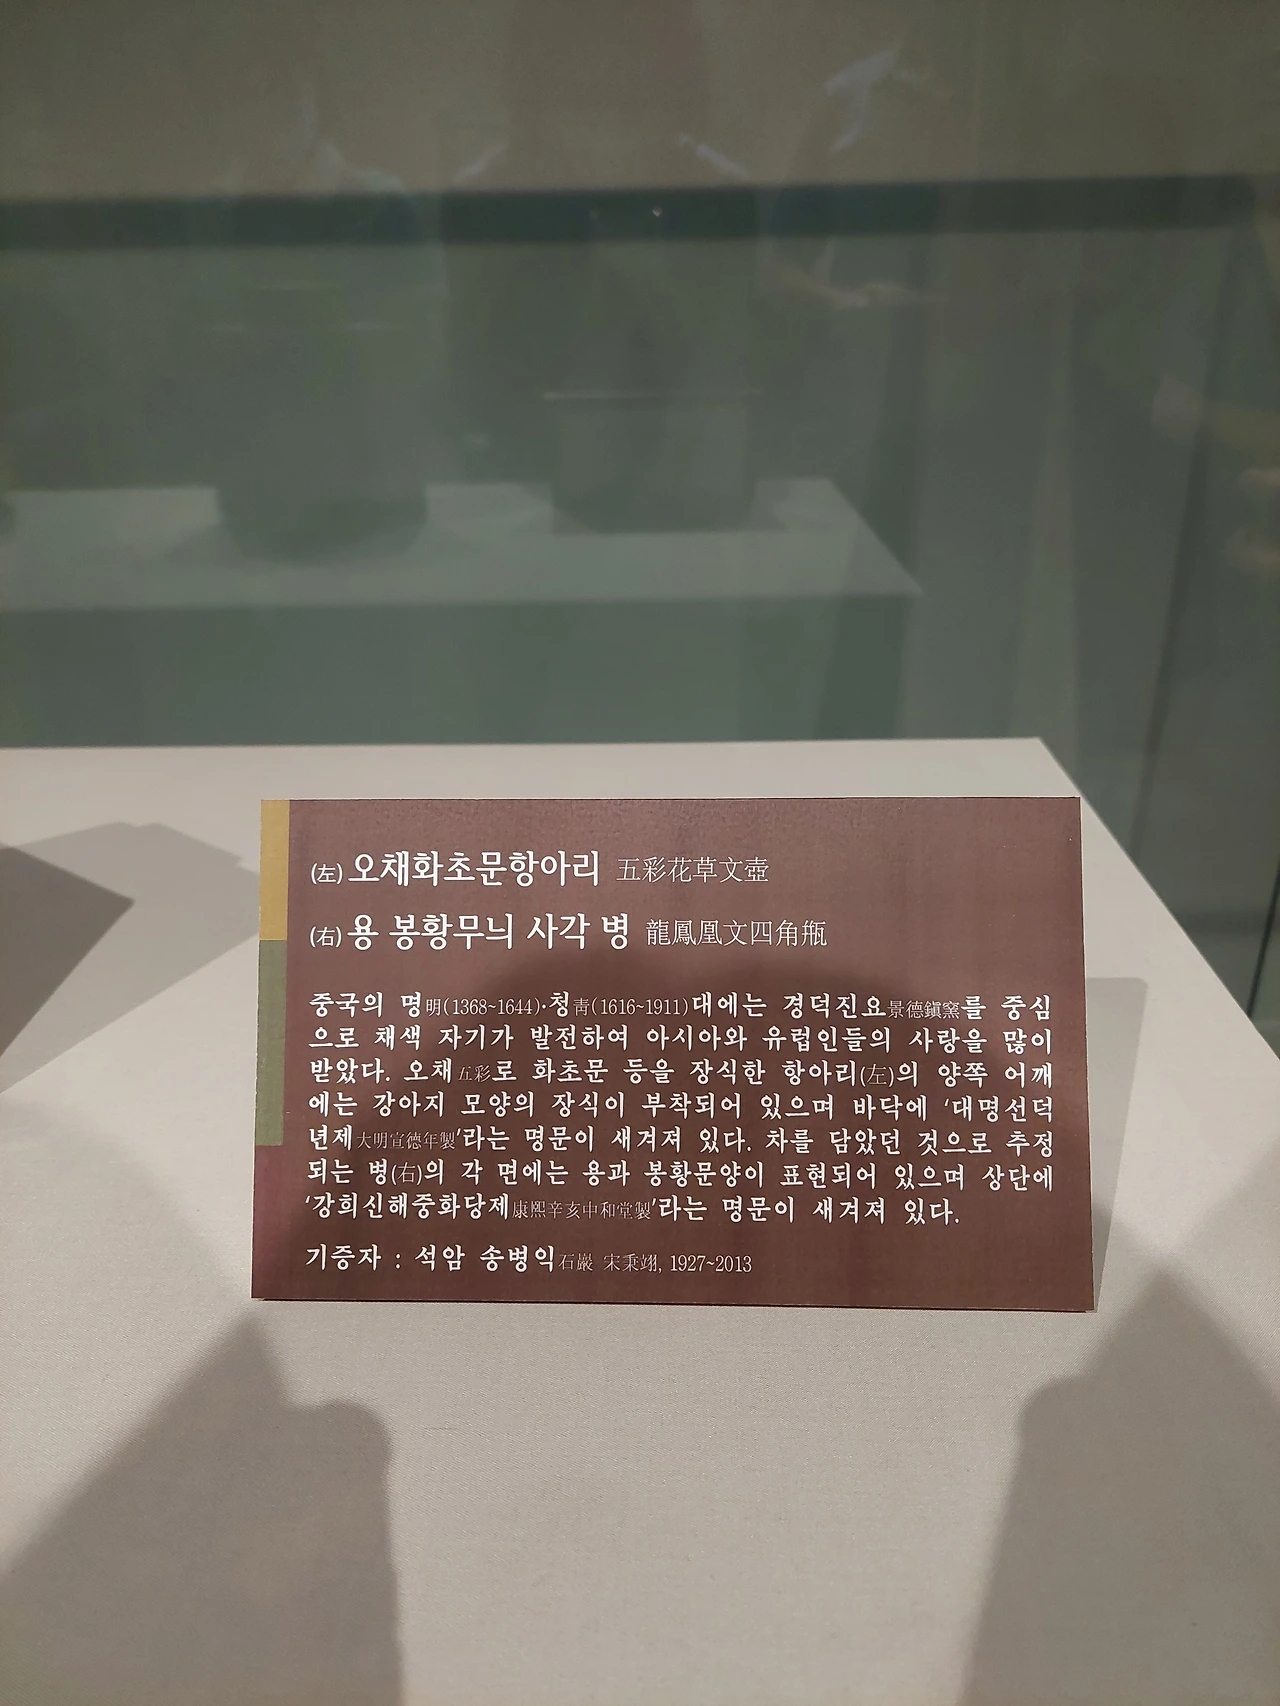 (左) 오채화초문항아리 五彩花草文壺
(右) 용 봉황무늬 사각 병 龍鳳凰文四角甁
중국의 명明(1368~1644)·청靑(1616~1911)대에는 경덕진요景德鎭窯를 중심
으로 채색 자기가 발전하여 아시아와 유럽인들의 사랑을 많이
받았다. 오채五彩로 화초문 등을 장식한 항아리(左)의 양쪽 어깨
에는 강아지 모양의 장식이 부착되어 있으며 바닥에 '대명선덕
년제大明宣德年製'라는 명문이 새겨져 있다. 차를 담았던 것으로 추정
되는 병(右)의 각 면에는 용과 봉황문양이 표현되어 있으며 상단에
'강희신해중화당제康熙辛亥中和堂製'라는 명문이 새겨져 있다.
기증자 : 석암 송병익石巖 宋秉翊, 1927~2013